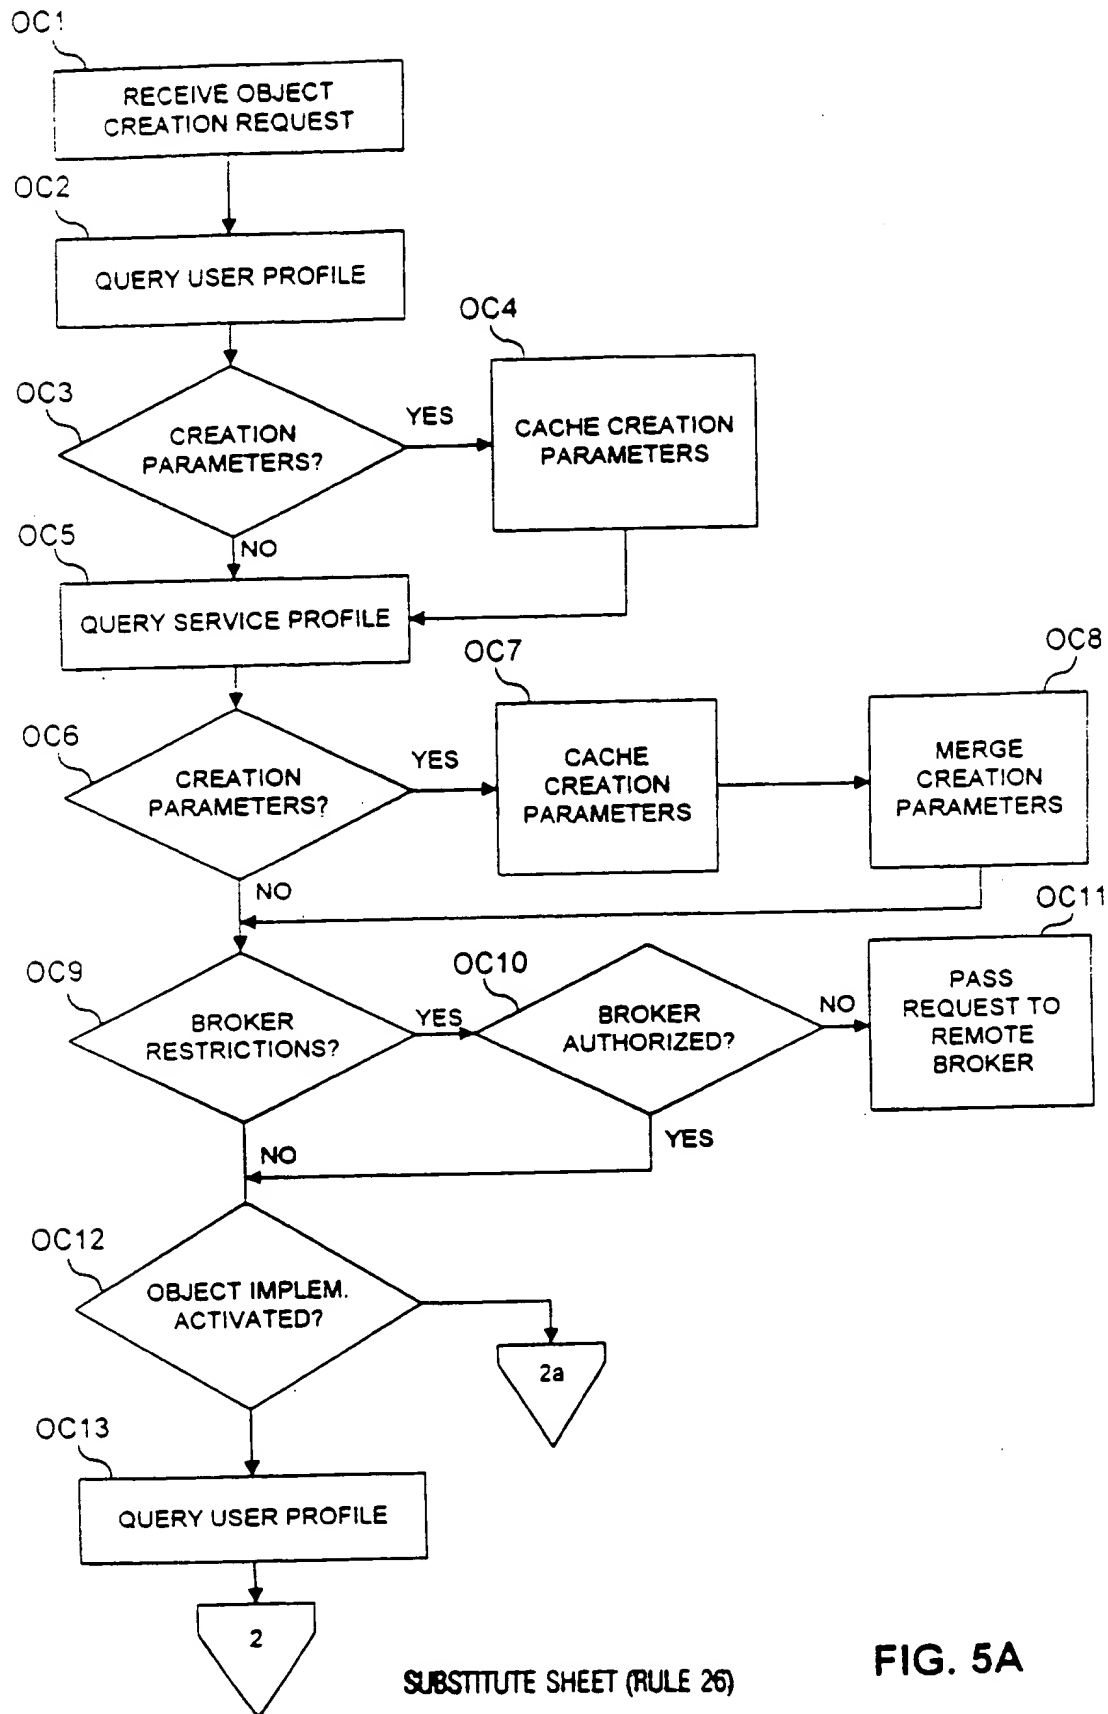 OC1
RECEIVE OBJECT
CREATION REQUEST
OC2
QUERY USER PROFILE
OC3
CREATION
PARAMETERS?
YES
OC4
CACHE CREATION
PARAMETERS
NO
OC5
QUERY SERVICE PROFILE
OC6
CREATION
PARAMETERS?
YES
OC7
CACHE
CREATION
PARAMETERS
OC8
MERGE
CREATION
PARAMETERS
NO
OC9
BROKER
RESTRICTIONS?
YES
OC10
BROKER
AUTHORIZED?
NO
OC11
PASS
REQUEST TO
REMOTE
BROKER
NO
YES
OC12
OBJECT IMPLEM.
ACTIVATED?
2a
OC13
QUERY USER PROFILE
2
SUBSTITUTE SHEET (RULE 26)
FIG. 5A